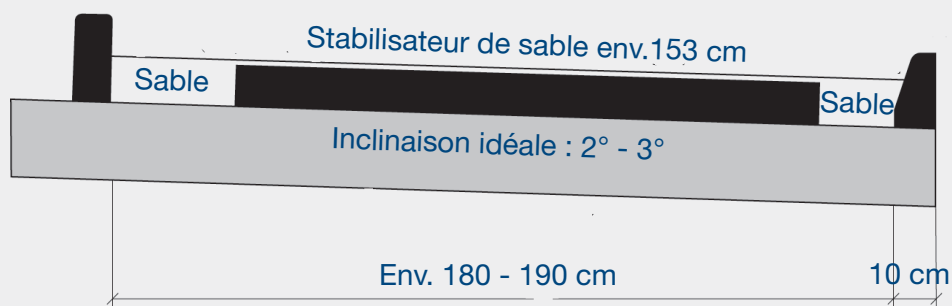 Stabilisateur de sable env.153 cm
Sable
Sable
Inclinaison idéale : 2° - 3°
Env. 180 - 190 cm
10 cm